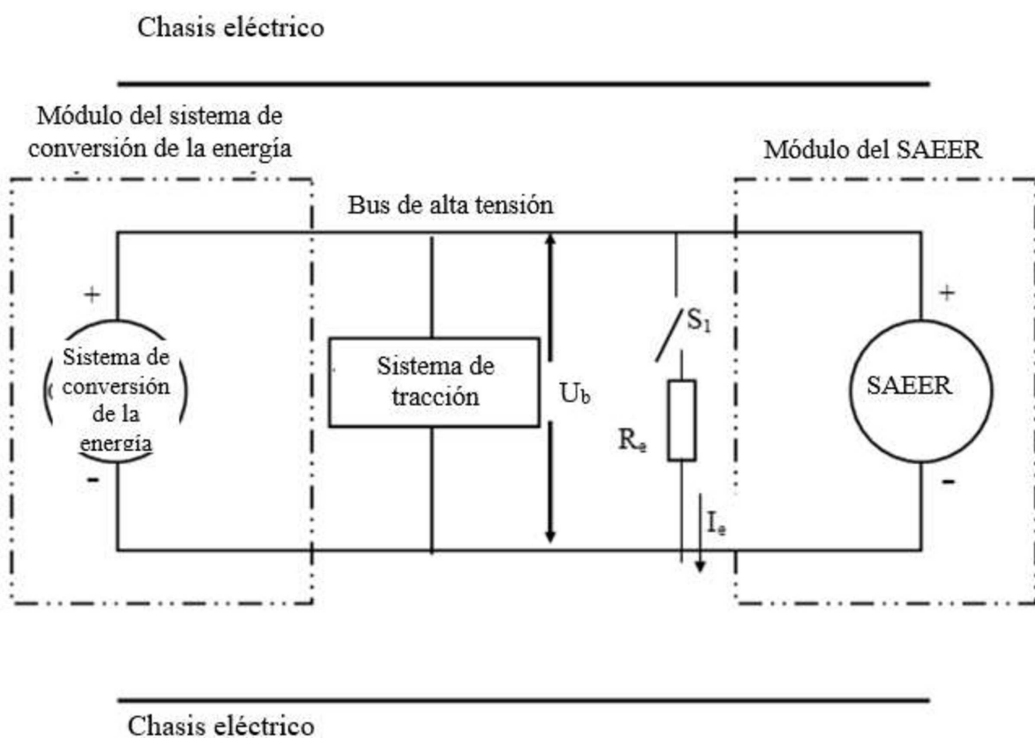 Chasis eléctrico
Módulo del sistema de
conversión de la energía
Módulo del SAEER
Bus de alta tensión
+
+
S1
Sistema de
conversión
de la
energía
Sistema de
tracción
Ub
SAEER
Re
-
-
Ie
Chasis eléctrico